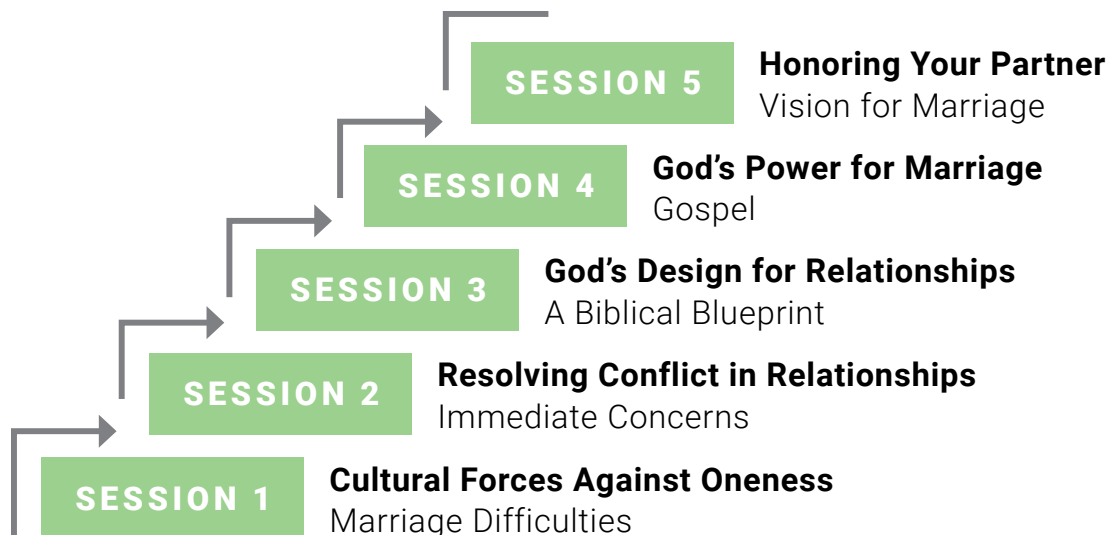 SESSION 5
Honoring Your Partner
Vision for Marriage
SESSION 4
God’s Power for Marriage
Gospel
SESSION 3
God’s Design for Relationships
A Biblical Blueprint
SESSION 2
Resolving Conflict in Relationships
Immediate Concerns
SESSION 1
Cultural Forces Against Oneness
Marriage Difficulties